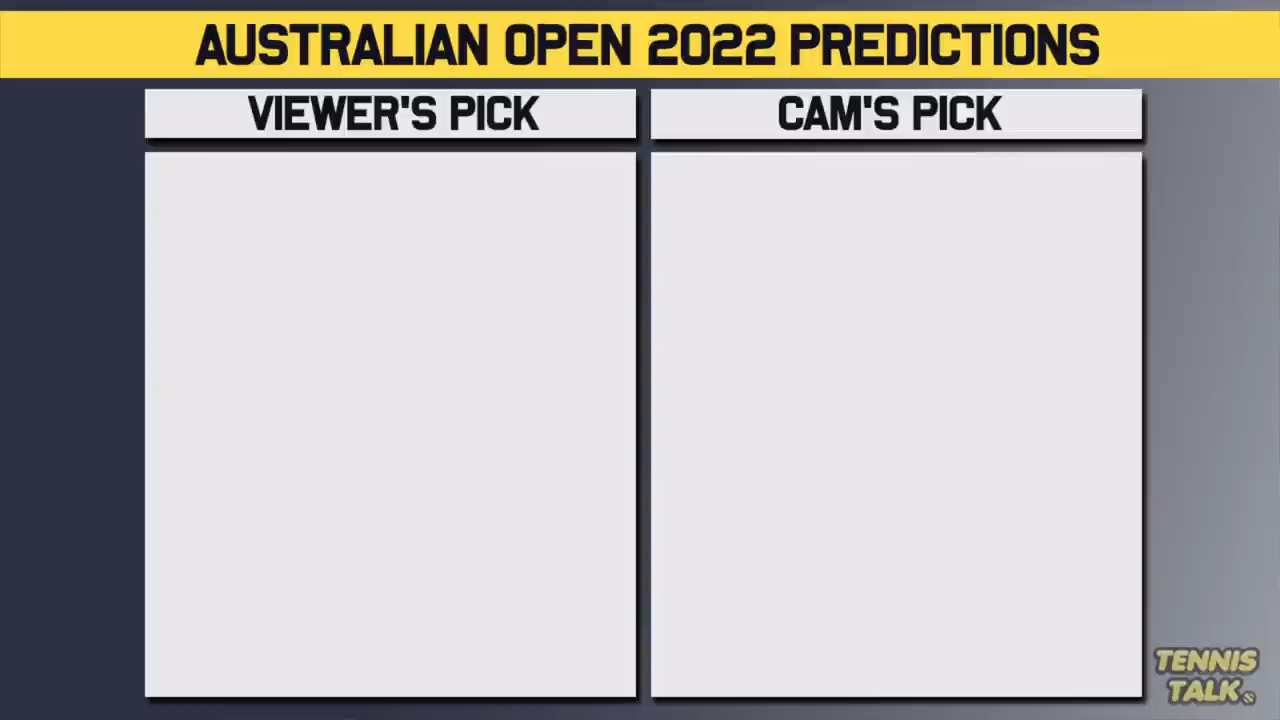 AUSTRALIAN OPEN 2022 PREDICTIONS
VIEWER'S PICK
CAM'S PICK
TENNIS
TALK